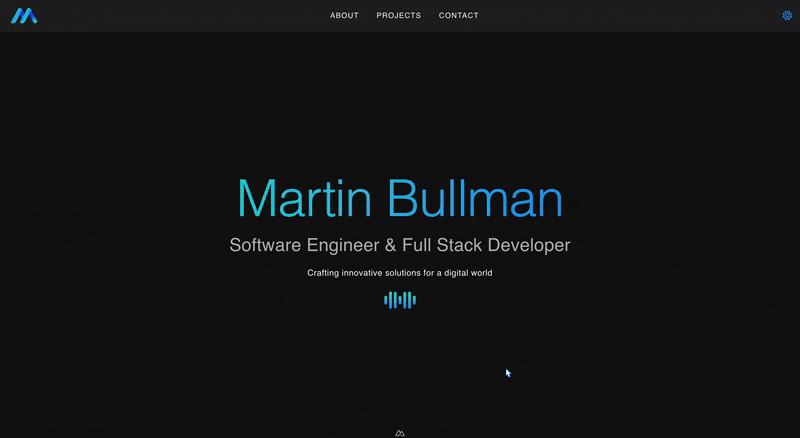 ABOUT PROJECTS CONTACT
Martin Bullman
Software Engineer & Full Stack Developer
Crafting innovative solutions for a digital world